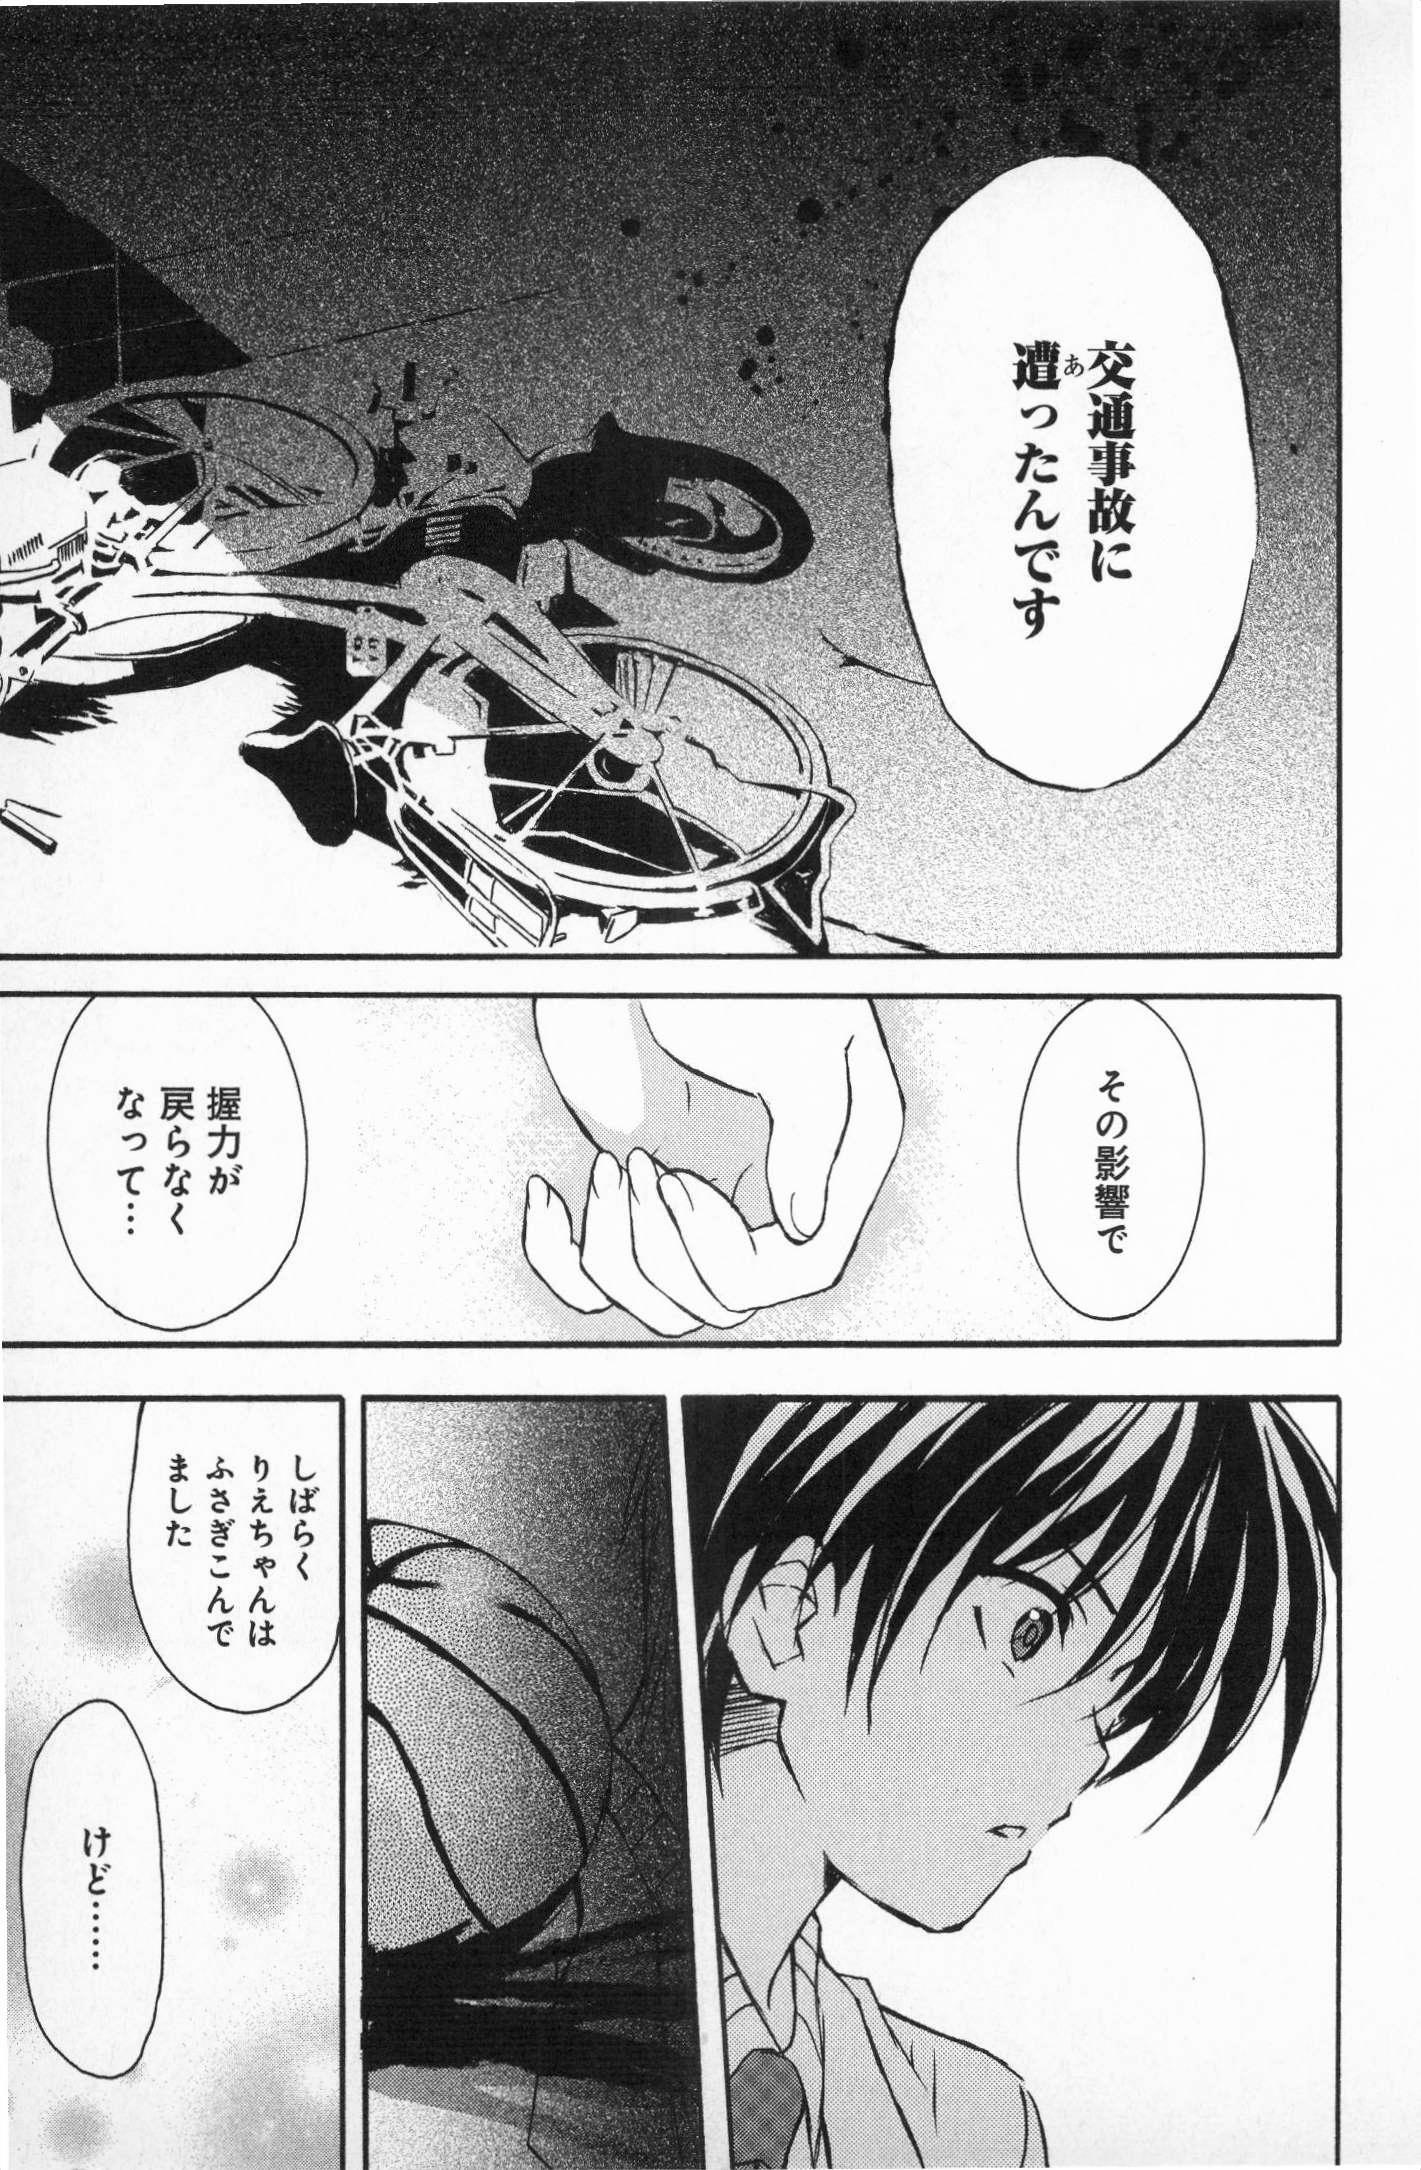 交通事故に
遭ったんです
その影響で
握力が
戻らなく
なって…
しばらく
りえちゃんは
ふさぎこんで
ました
けど……